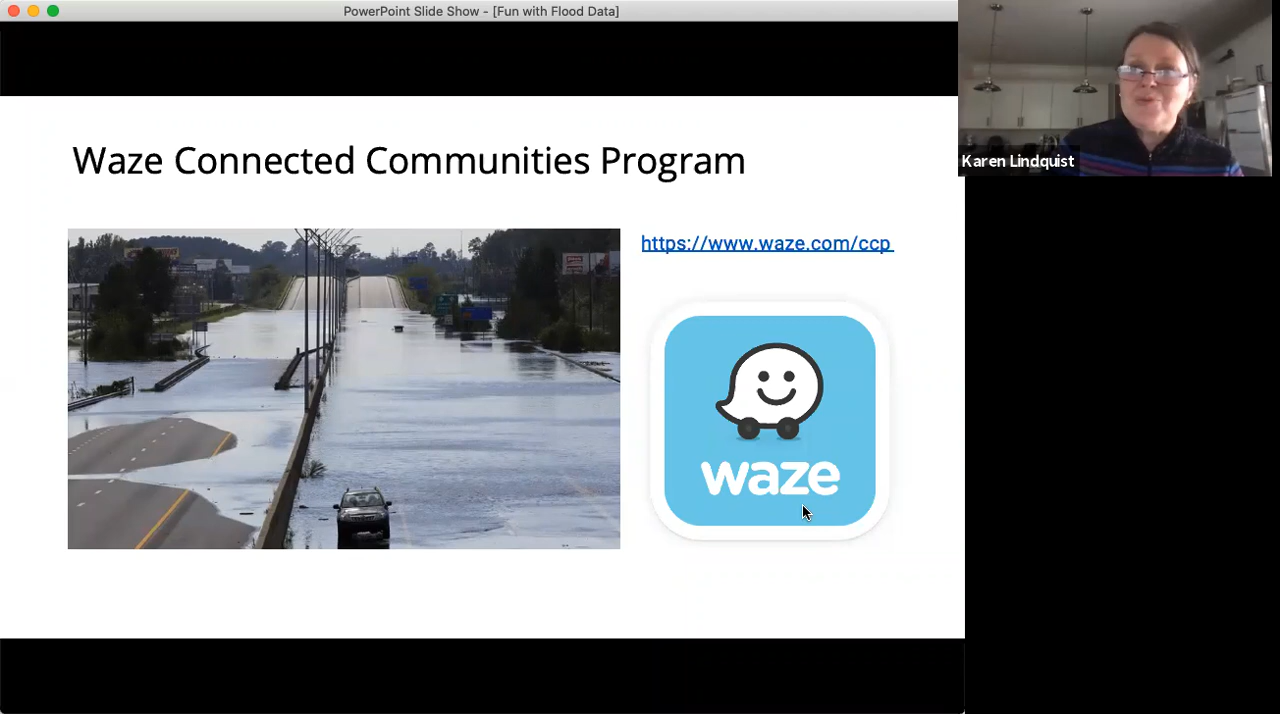 PowerPoint Slide Show - [Fun with Flood Data]
Karen Lindquist
Waze Connected Communities Program
https://www.waze.com/ccp
waze